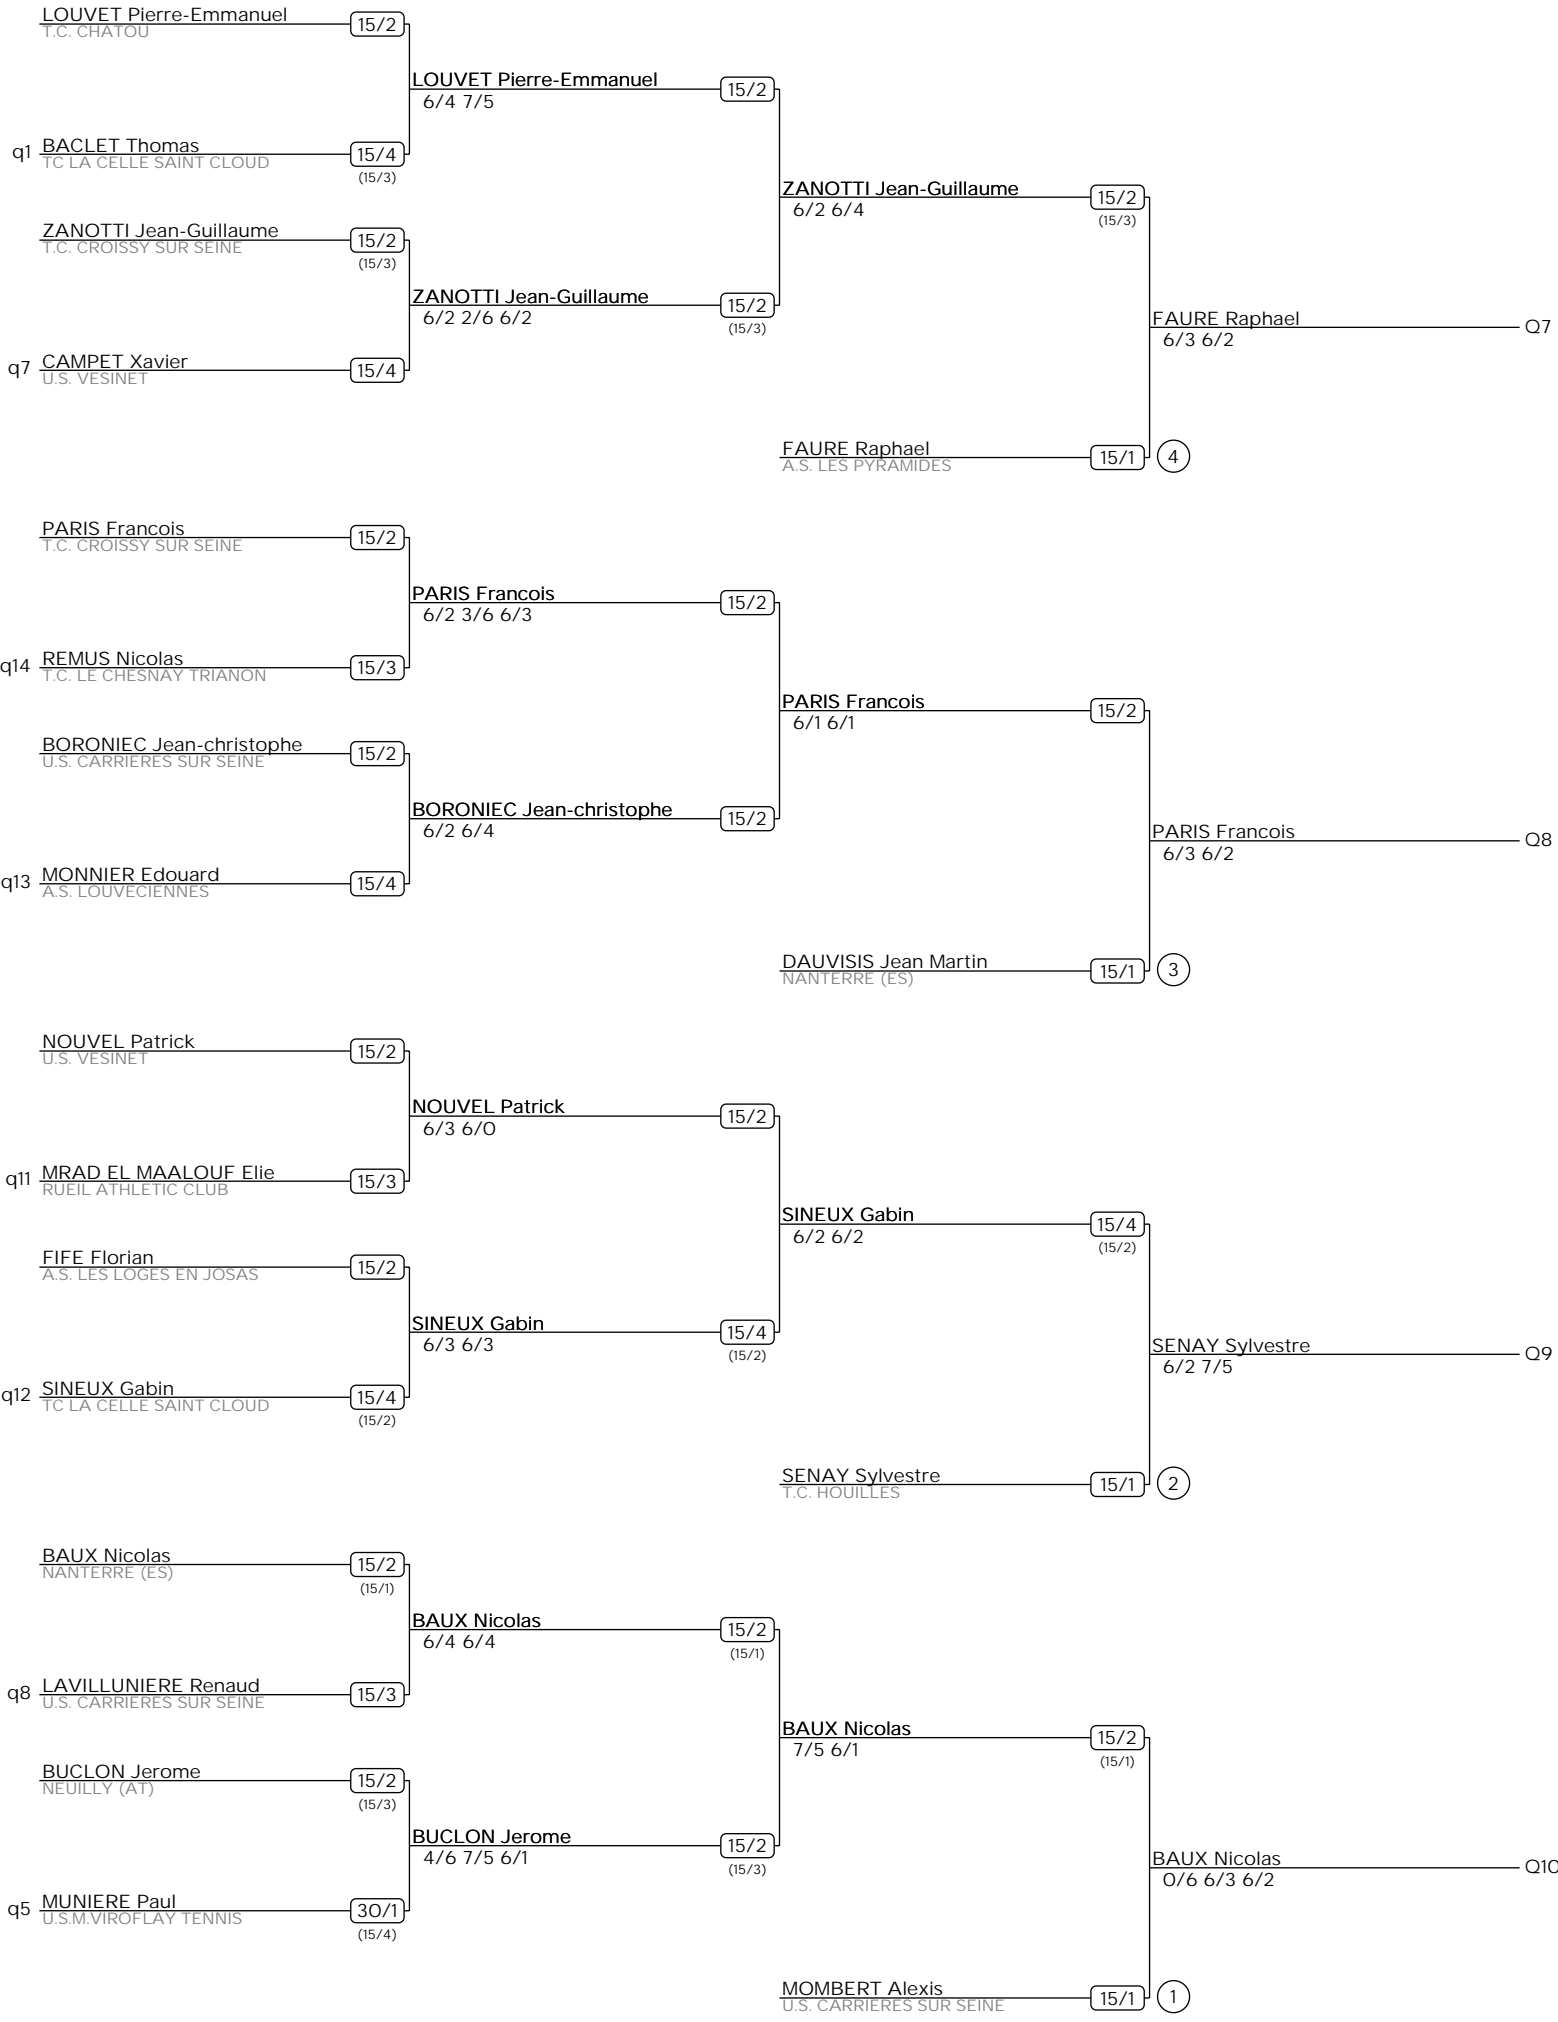 LOUVET Pierre-Emmanuel
T.C. CHATOU
15/2
LOUVET Pierre-Emmanuel
6/4 7/5
15/2
q1 BACLET Thomas
TC LA CELLE SAINT CLOUD
15/4
(15/3)
ZANOTTI Jean-Guillaume
6/2 6/4
15/2
(15/3)
ZANOTTI Jean-Guillaume
T.C. CROISSY SUR SEINE
15/2
(15/3)
ZANOTTI Jean-Guillaume
6/2 2/6 6/2
15/2
(15/3)
FAURE Raphael
6/3 6/2
Q7
q7 CAMPET Xavier
U.S. VESINET
15/4
FAURE Raphael
A.S. LES PYRAMIDES
15/1
4
PARIS Francois
T.C. CROISSY SUR SEINE
15/2
PARIS Francois
6/2 3/6 6/3
15/2
q14 REMUS Nicolas
T.C. LE CHESNAY TRIANON
15/3
PARIS Francois
6/1 6/1
15/2
BORONIEC Jean-christophe
U.S. CARRIERES SUR SEINE
15/2
BORONIEC Jean-christophe
6/2 6/4
15/2
PARIS Francois
6/3 6/2
Q8
q13 MONNIER Edouard
A.S. LOUVECIENNES
15/4
DAUVISIS Jean Martin
NANTERRE (ES)
15/1
3
NOUVEL Patrick
U.S. VESINET
15/2
NOUVEL Patrick
6/3 6/0
15/2
q11 MRAD EL MAALOUF Elie
RUEIL ATHLETIC CLUB
15/3
SINEUX Gabin
6/2 6/2
15/4
(15/2)
FIFE Florian
A.S. LES LOGES EN JOSAS
15/2
SINEUX Gabin
6/3 6/3
15/4
(15/2)
SENAY Sylvestre
6/2 7/5
Q9
q12 SINEUX Gabin
TC LA CELLE SAINT CLOUD
15/4
(15/2)
SENAY Sylvestre
T.C. HOUILLES
15/1
2
BAUX Nicolas
NANTERRE (ES)
15/2
(15/1)
BAUX Nicolas
6/4 6/4
15/2
(15/1)
q8 LAVILLUNIERE Renaud
U.S. CARRIERES SUR SEINE
15/3
BAUX Nicolas
7/5 6/1
15/2
(15/1)
BUCLON Jerome
NEUILLY (AT)
15/2
(15/3)
BUCLON Jerome
4/6 7/5 6/1
15/2
(15/3)
BAUX Nicolas
0/6 6/3 6/2
Q10
q5 MUNIERE Paul
U.S.M.VIROFLAY TENNIS
30/1
(15/4)
MOMBERT Alexis
U.S. CARRIERES SUR SEINE
15/1
1